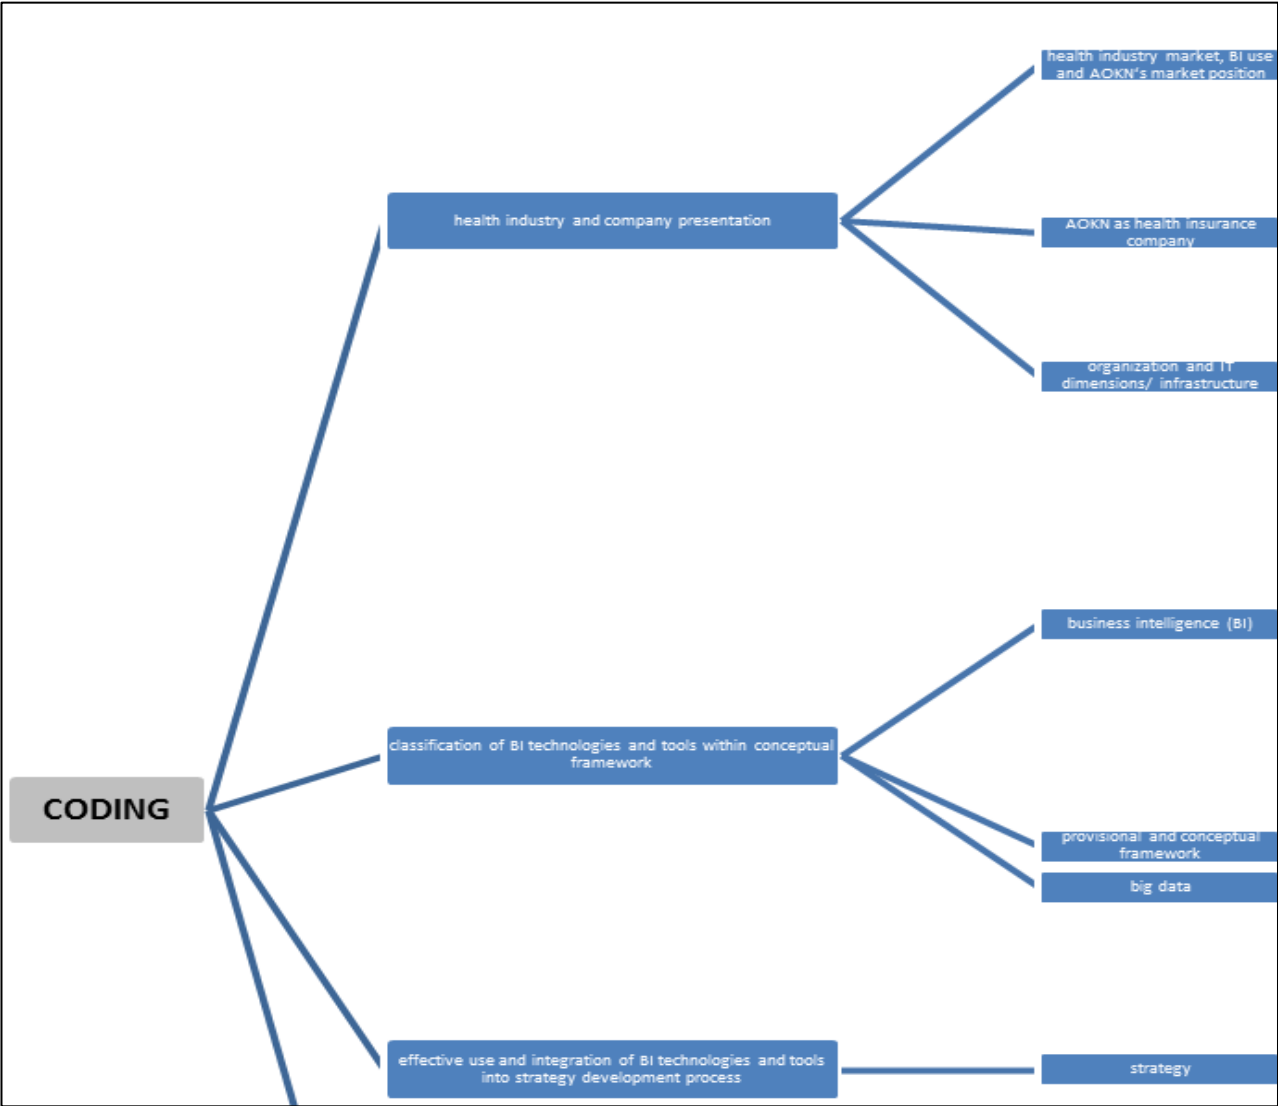 health industry market, BI use
and AOKN's market position
health industry and company presentation
AOKN as health insurance
company
organization and IT
dimensions/ infrastructure
business intelligence (BI)
classification of BI technologies and tools within conceptual
framework
CODING
provisional and conceptual
framework
big data
effective use and integration of BI technologies and tools
into strategy development process
strategy